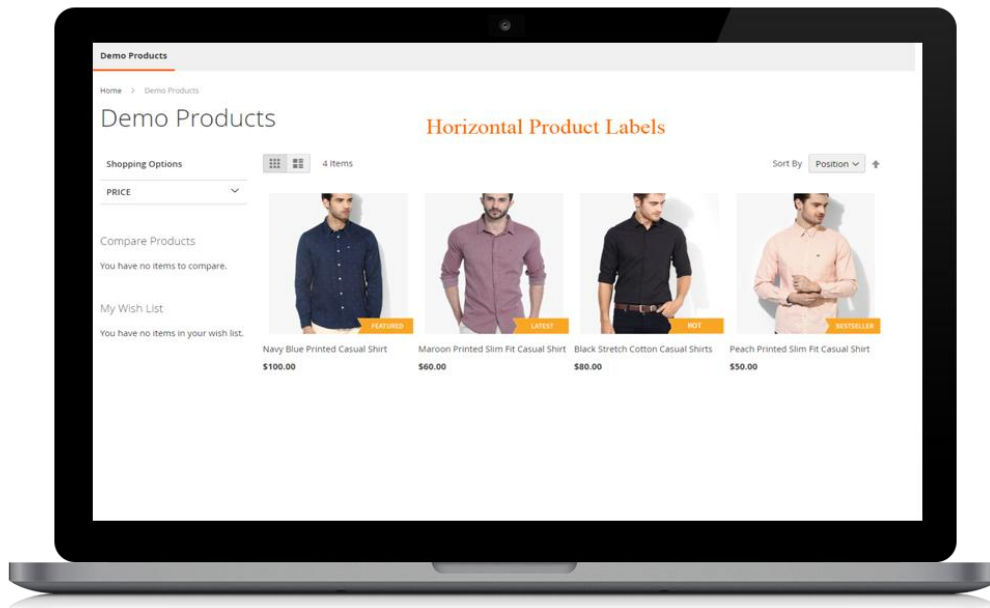 Demo Products
Home > Demo Products
Demo Products
Horizontal Product Labels
Shopping Options
4 Items
Sort By Position
PRICE
Compare Products
You have no items to compare.
My Wish List
You have no items in your wish list.
FEATURED
LATEST
HOT
BESTSELLER
Navy Blue Printed Casual Shirt
Maroon Printed Slim Fit Casual Shirt
Black Stretch Cotton Casual Shirts
Peach Printed Slim Fit Casual Shirt
$100.00
$60.00
$80.00
$50.00